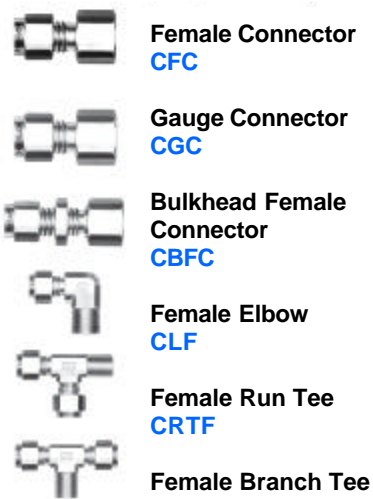 Female Connector
CFC
Gauge Connector
CGC
Bulkhead Female
Connector
CBFC
Female Elbow
CLF
Female Run Tee
CRTF
Female Branch Tee